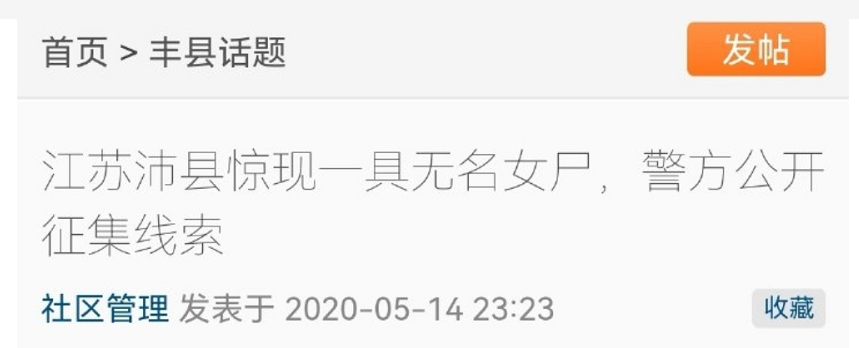 首页 > 丰县话题
发帖
江苏沛县惊现一具无名女尸，警方公开
征集线索
社区管理 发表于 2020-05-14 23:23
收藏